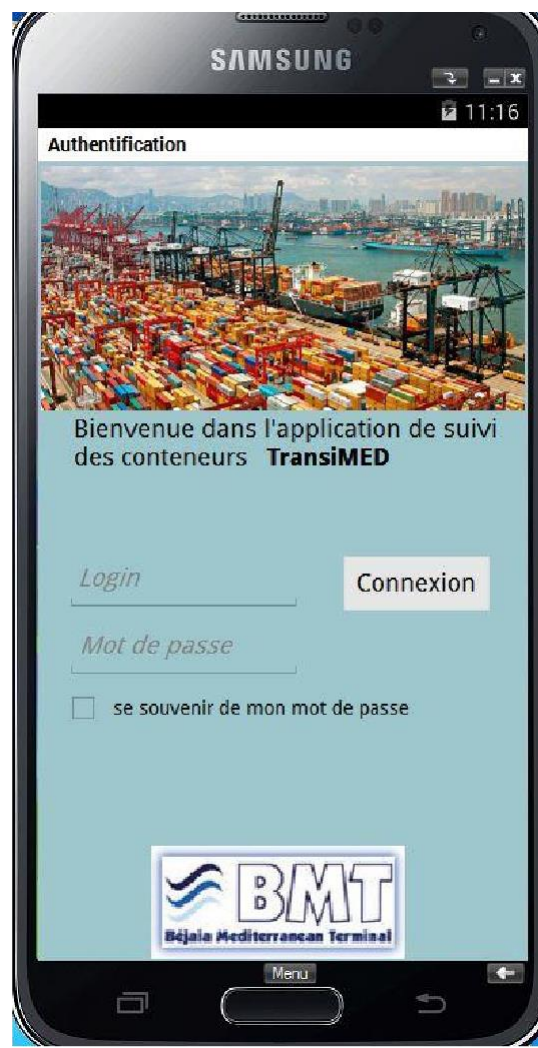 SAMSUNG
11:16
Authentification
Bienvenue dans l'application de suivi
des conteneurs TransiMED
Login
Connexion
Mot de passe
se souvenir de mon mot de passe
BMT
Béjaia Mediterranean Terminal
Menu